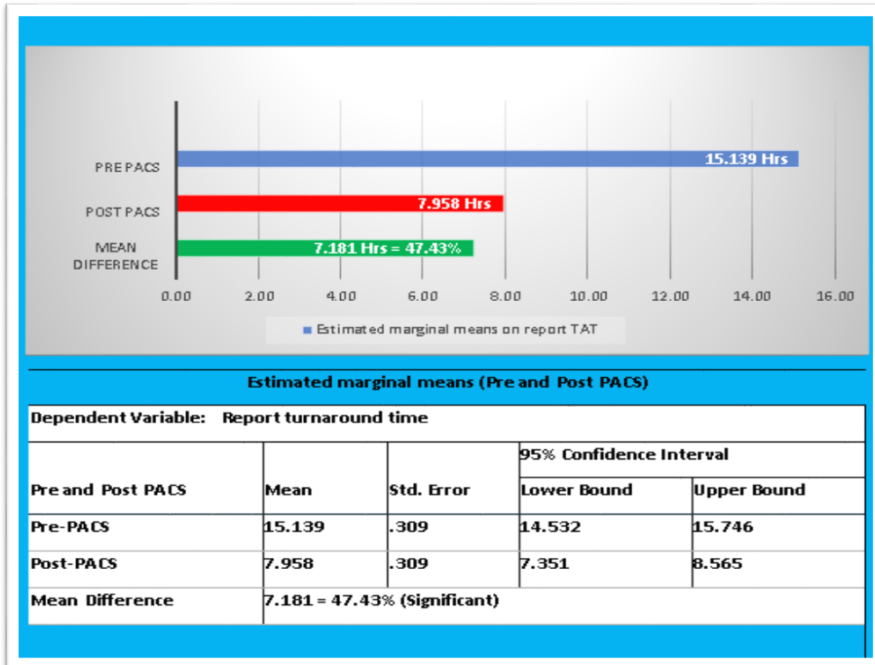 PRE PACS
15.139 Hrs
POST PACS
7.958 Hrs
MEAN
DIFFERENCE
7.181 Hrs = 47.43%
0.00 2.00 4.00 6.00 8.00 10.00 12.00 14.00 16.00
Estimated marginal means on report TAT
Estimated marginal means (Pre and Post PACS)
Dependent Variable: Report turnaround time
95% Confidence Interval
Pre and Post PACS Mean Std. Error Lower Bound Upper Bound
Pre-PACS 15.139 .309 14.532 15.746
Post-PACS 7.958 .309 7.351 8.565
Mean Difference 7.181 = 47.43% (Significant)